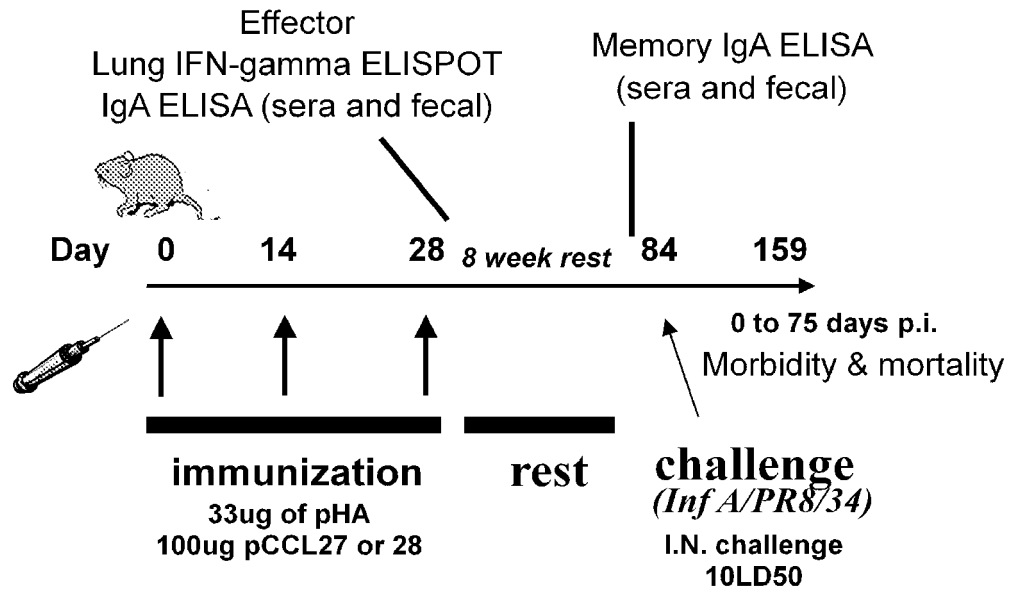 Effector
Lung IFN-gamma ELISPOT
IgA ELISA (sera and fecal)
Memory IgA ELISA
(sera and fecal)
Day 0 14 28 8 week rest 84 159
0 to 75 days p.i.
Morbidity & mortality
immunization
33ug of pHA
100ug pCCL27 or 28
rest
challenge
(Inf A/PR8/34)
I.N. challenge
10LD50